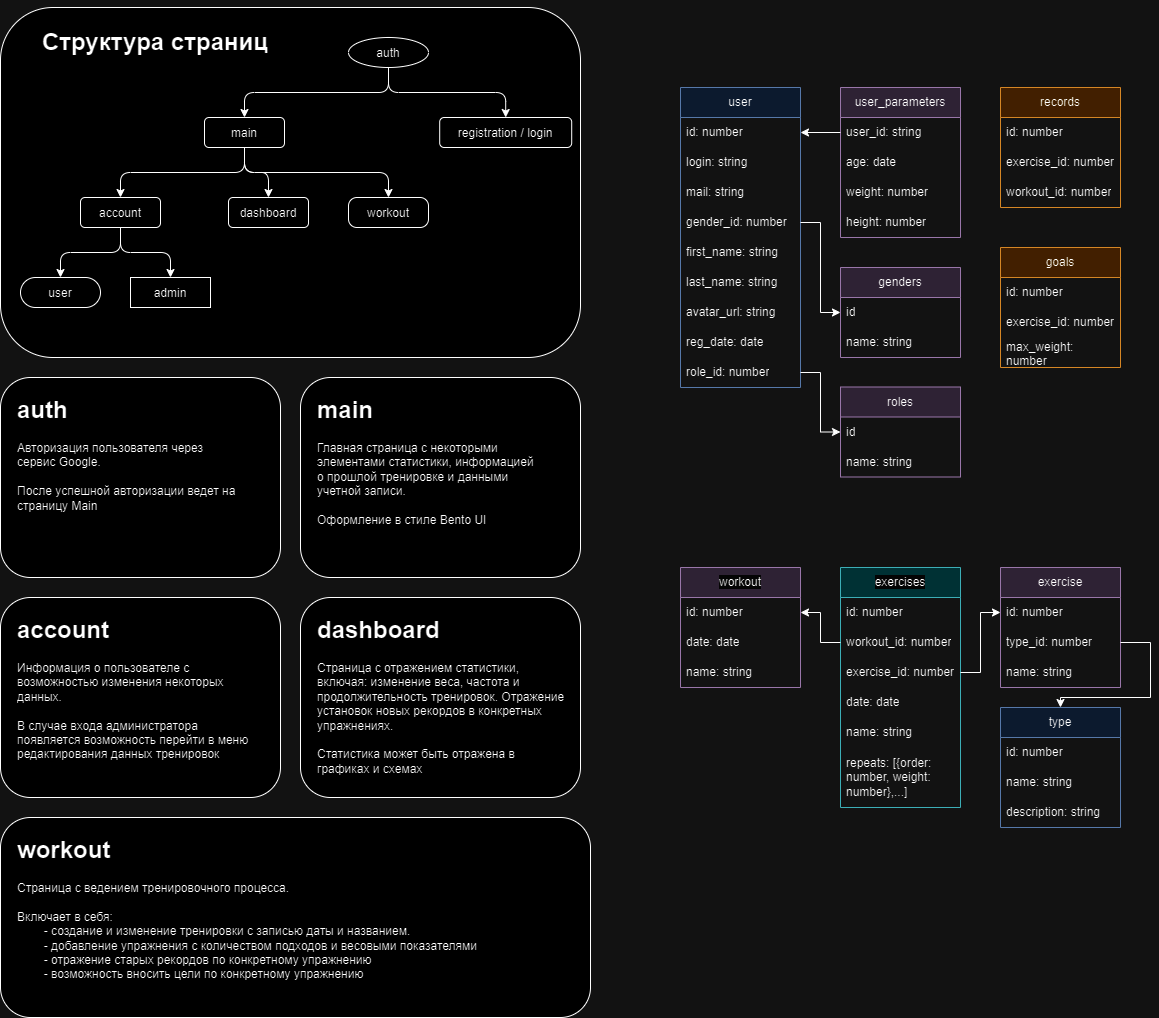 Структура страниц
auth
main
registration / login
account
dashboard
workout
user
admin
auth
Авторизация пользователя через
сервис Google.
После успешной авторизации ведет на
страницу Main
main
Главная страница с некоторыми
элементами статистики, информацией
о прошлой тренировке и данными
учетной записи.
Оформление в стиле Bento UI
account
Информация о пользователе с
возможностью изменения некоторых
данных.
В случае входа администратора
появляется возможность перейти в меню
редактирования данных тренировок
dashboard
Страница с отражением статистики,
включая: изменение веса, частота и
продолжительность тренировок. Отражение
установок новых рекордов в конкретных
упражнениях.
Статистика может быть отражена в
графиках и схемах
workout
Страница с ведением тренировочного процесса.
Включает в себя:
- создание и изменение тренировки с записью даты и названием.
- добавление упражнения с количеством подходов и весовыми показателями
- отражение старых рекордов по конкретному упражнению
- возможность вносить цели по конкретному упражнению
user
id: number
login: string
mail: string
gender_id: number
first_name: string
last_name: string
avatar_url: string
reg_date: date
role_id: number
user_parameters
user_id: string
age: date
weight: number
height: number
genders
id
name: string
roles
id
name: string
records
id: number
exercise_id: number
workout_id: number
goals
id: number
exercise_id: number
max_weight:
number
workout
id: number
date: date
name: string
exercises
id: number
workout_id: number
exercise_id: number
date: date
name: string
repeats: [{order:
number, weight:
number},...]
exercise
id: number
type_id: number
name: string
type
id: number
name: string
description: string